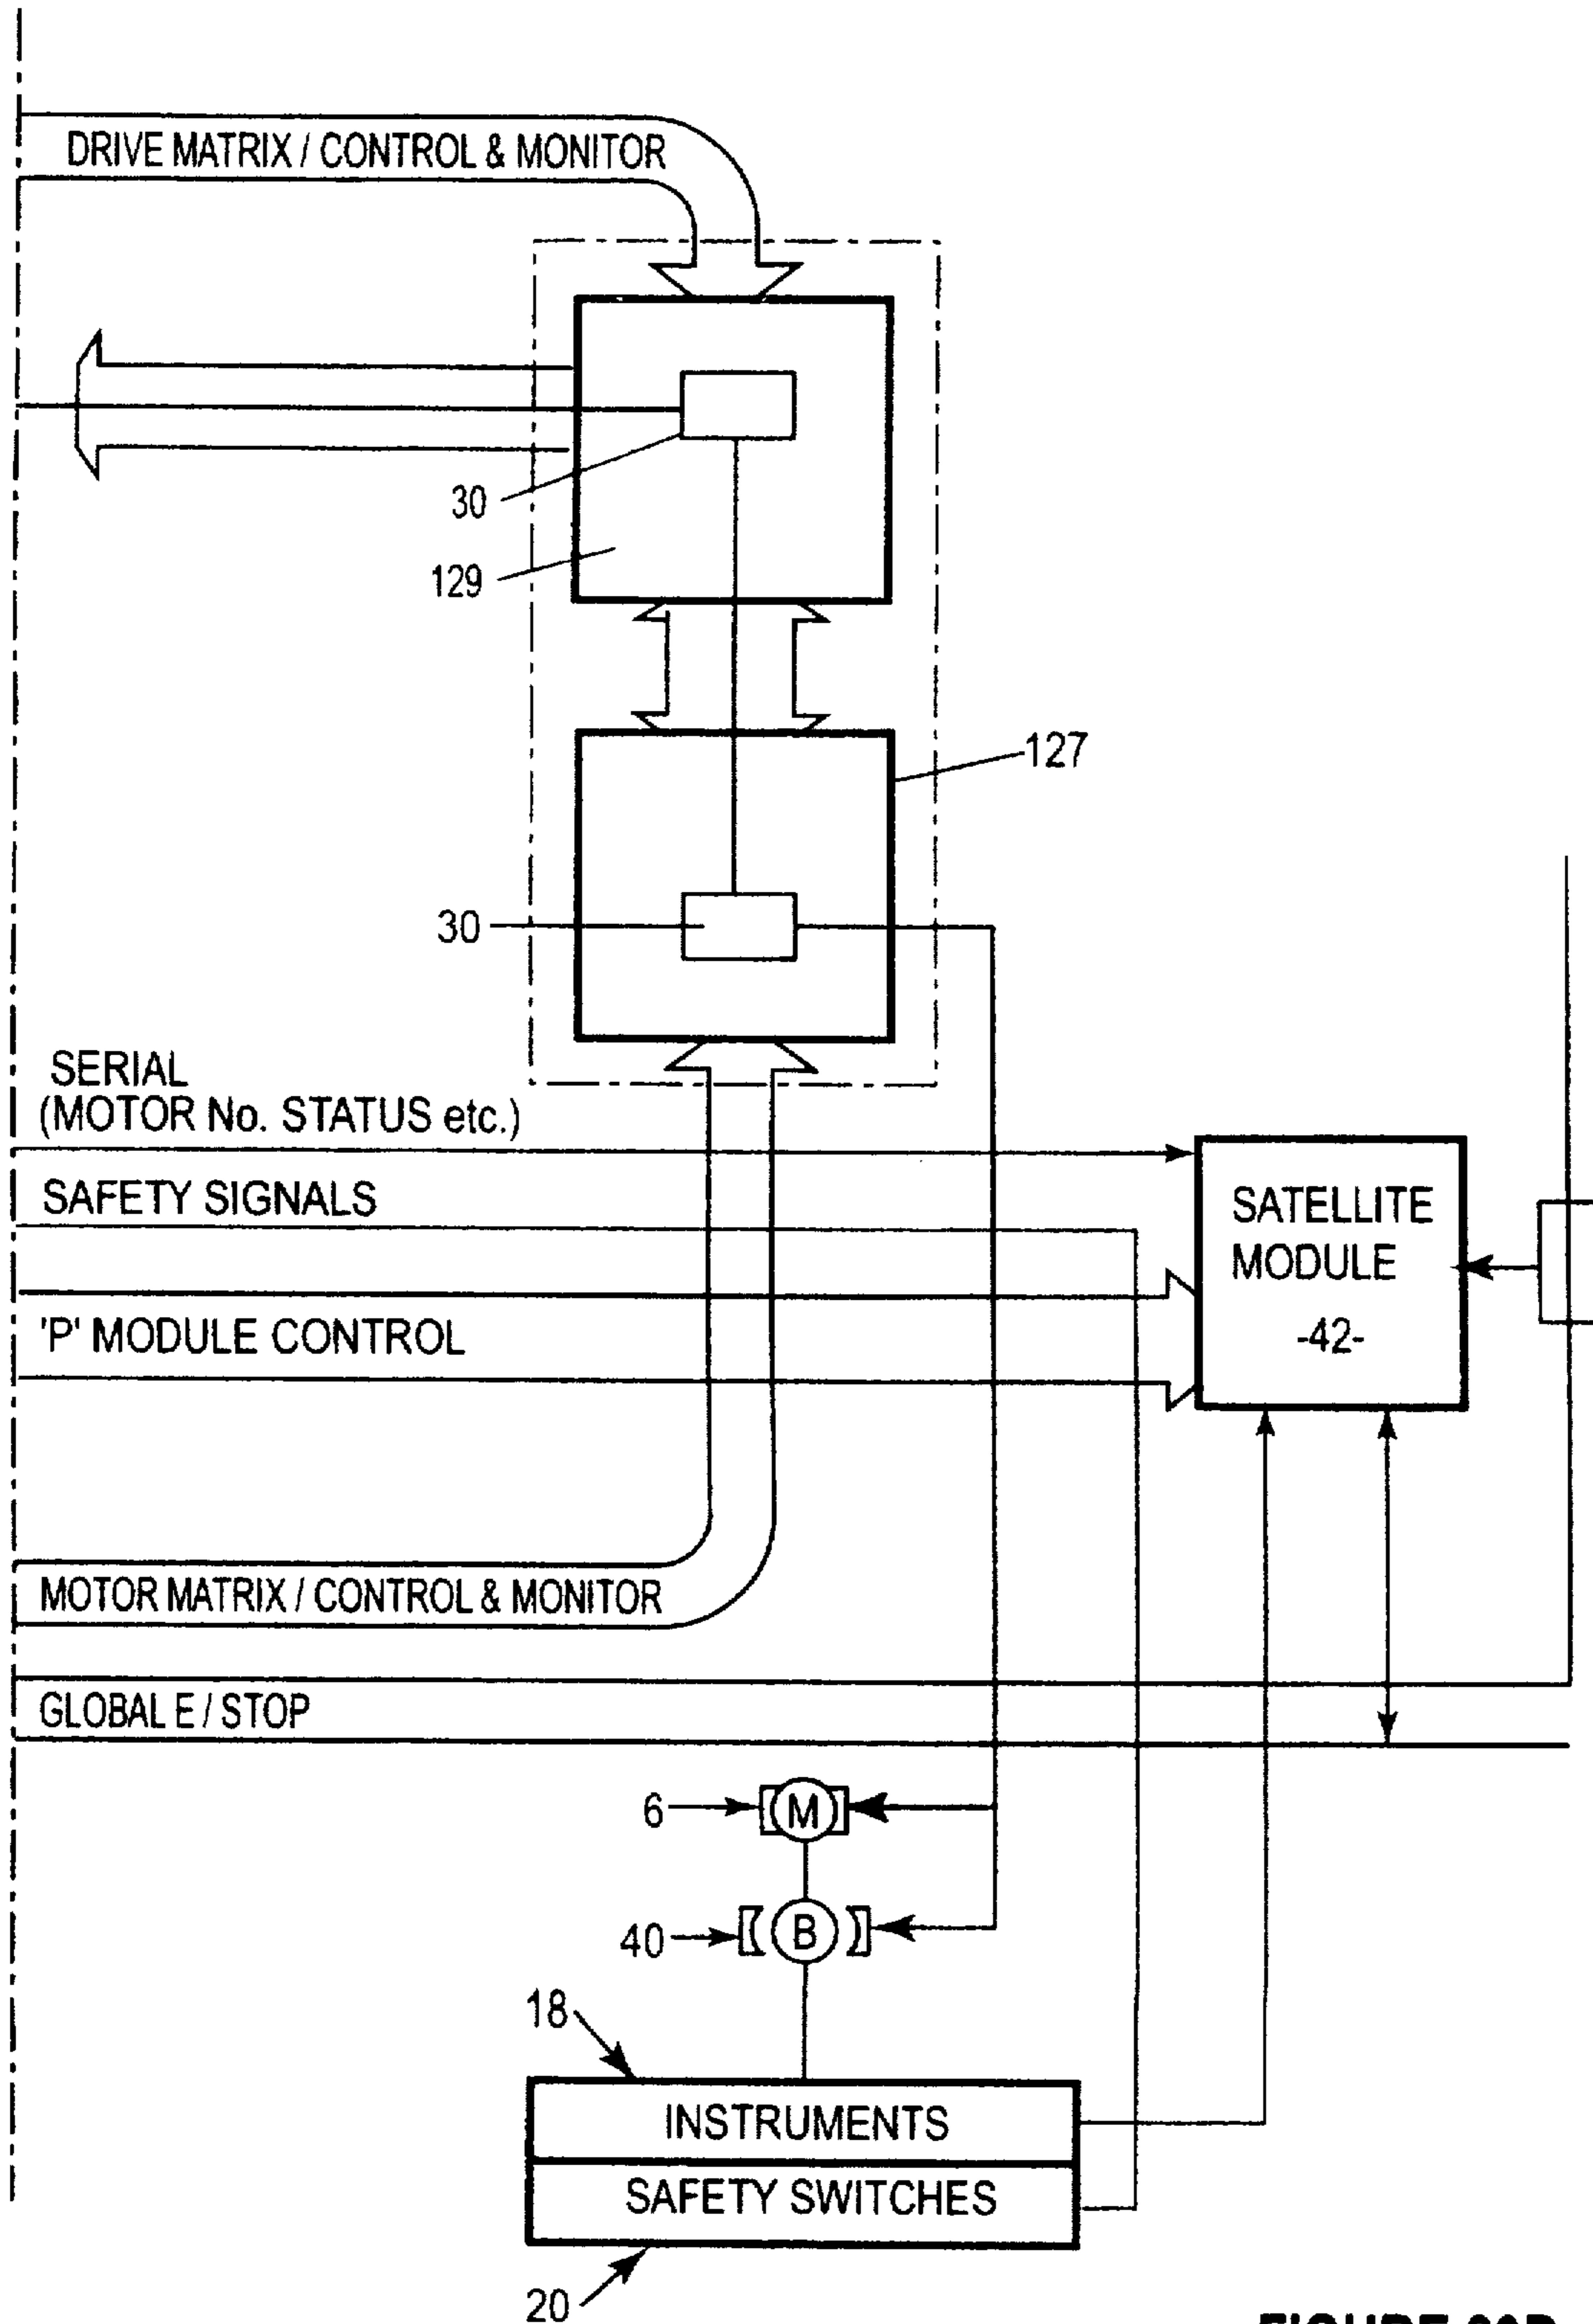 DRIVE MATRIX / CONTROL & MONITOR
30
129
127
30
SERIAL
(MOTOR No. STATUS etc.)
SAFETY SIGNALS
SATELLITE
MODULE
-42-
'P' MODULE CONTROL
MOTOR MATRIX / CONTROL & MONITOR
GLOBAL E / STOP
6
M
40
B
18
INSTRUMENTS
SAFETY SWITCHES
20
FIGURE